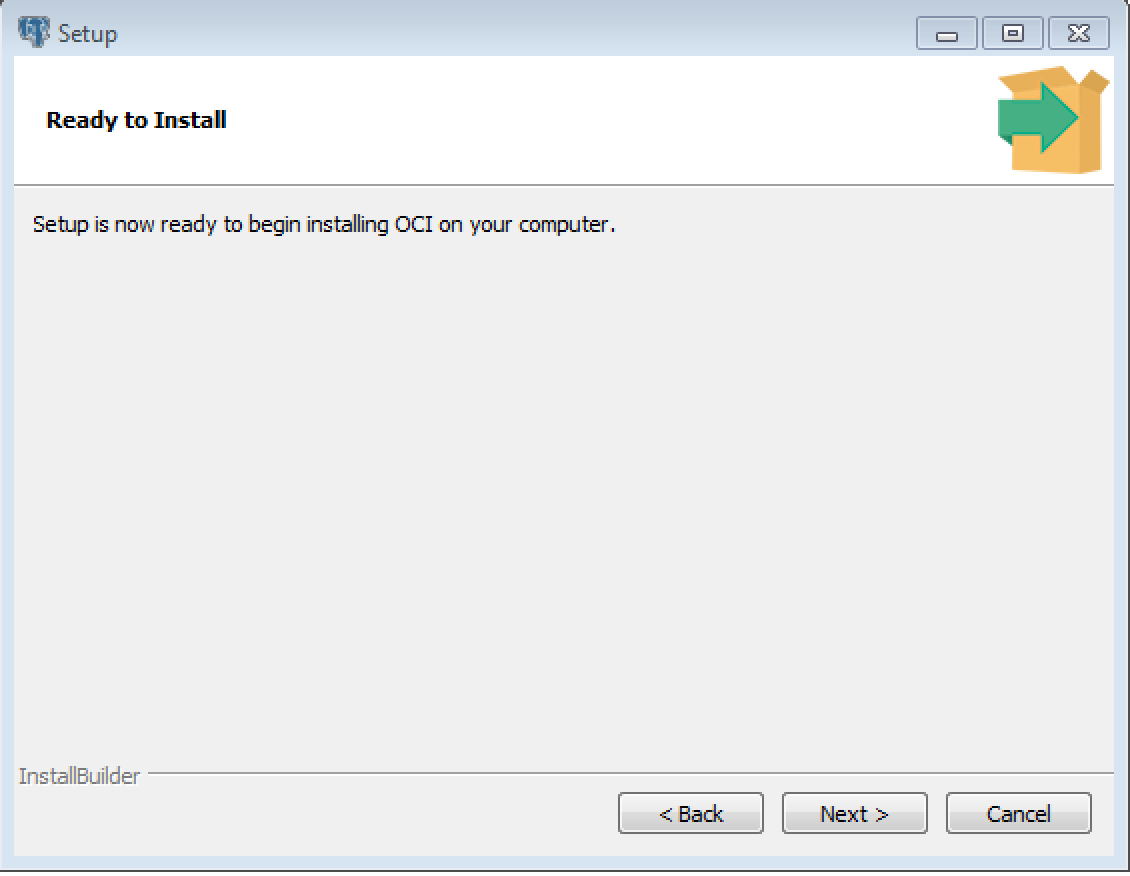 Setup
Ready to Install
Setup is now ready to begin installing OCI on your computer.
InstallBuilder
< Back Next > Cancel